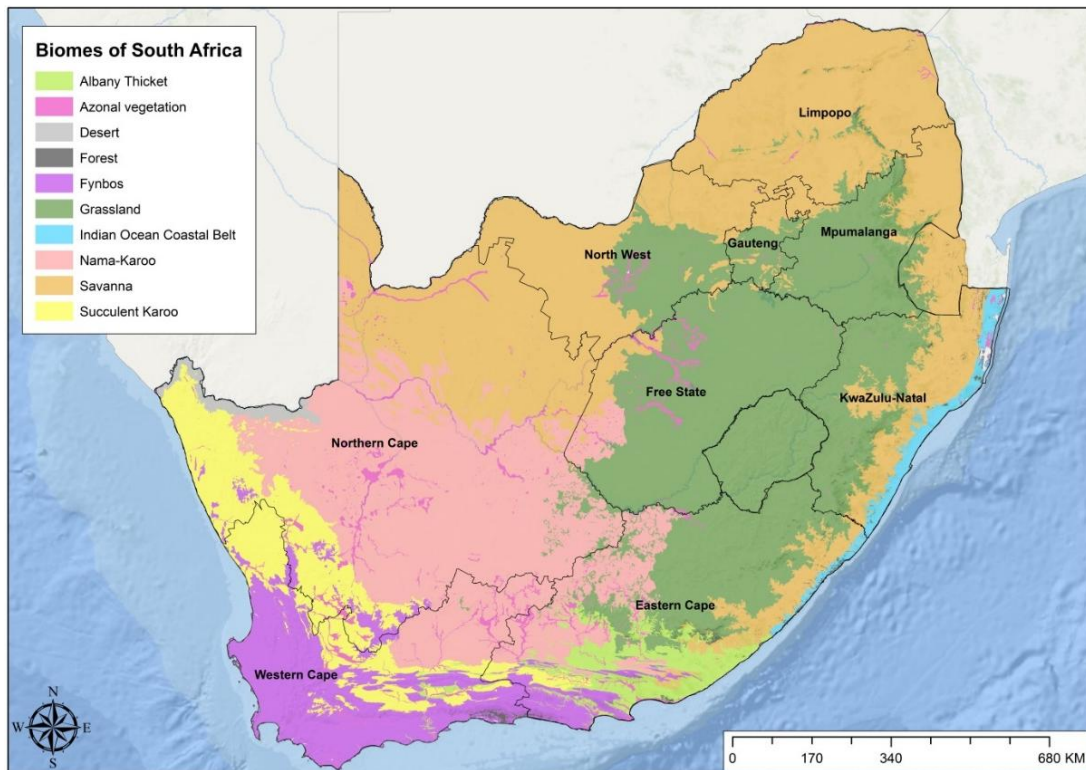 Biomes of South Africa
Albany Thicket
Azonal vegetation
Desert
Forest
Fynbos
Grassland
Indian Ocean Coastal Belt
Nama-Karoo
Savanna
Succulent Karoo
Limpopo
North West
Gauteng
Mpumalanga
Free State
KwaZulu-Natal
Northern Cape
Eastern Cape
Western Cape
N
W
E
S
0 170 340 680 KM